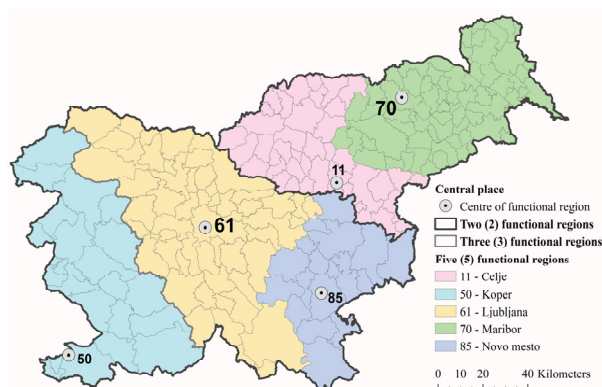 70
11
61
85
50
Central place
Centre of functional region
Two (2) functional regions
Three (3) functional regions
Five (5) functional regions
11 - Celje
50 - Koper
61 - Ljubljana
70 - Maribor
85 - Novo mesto
0 10 20 40 Kilometers